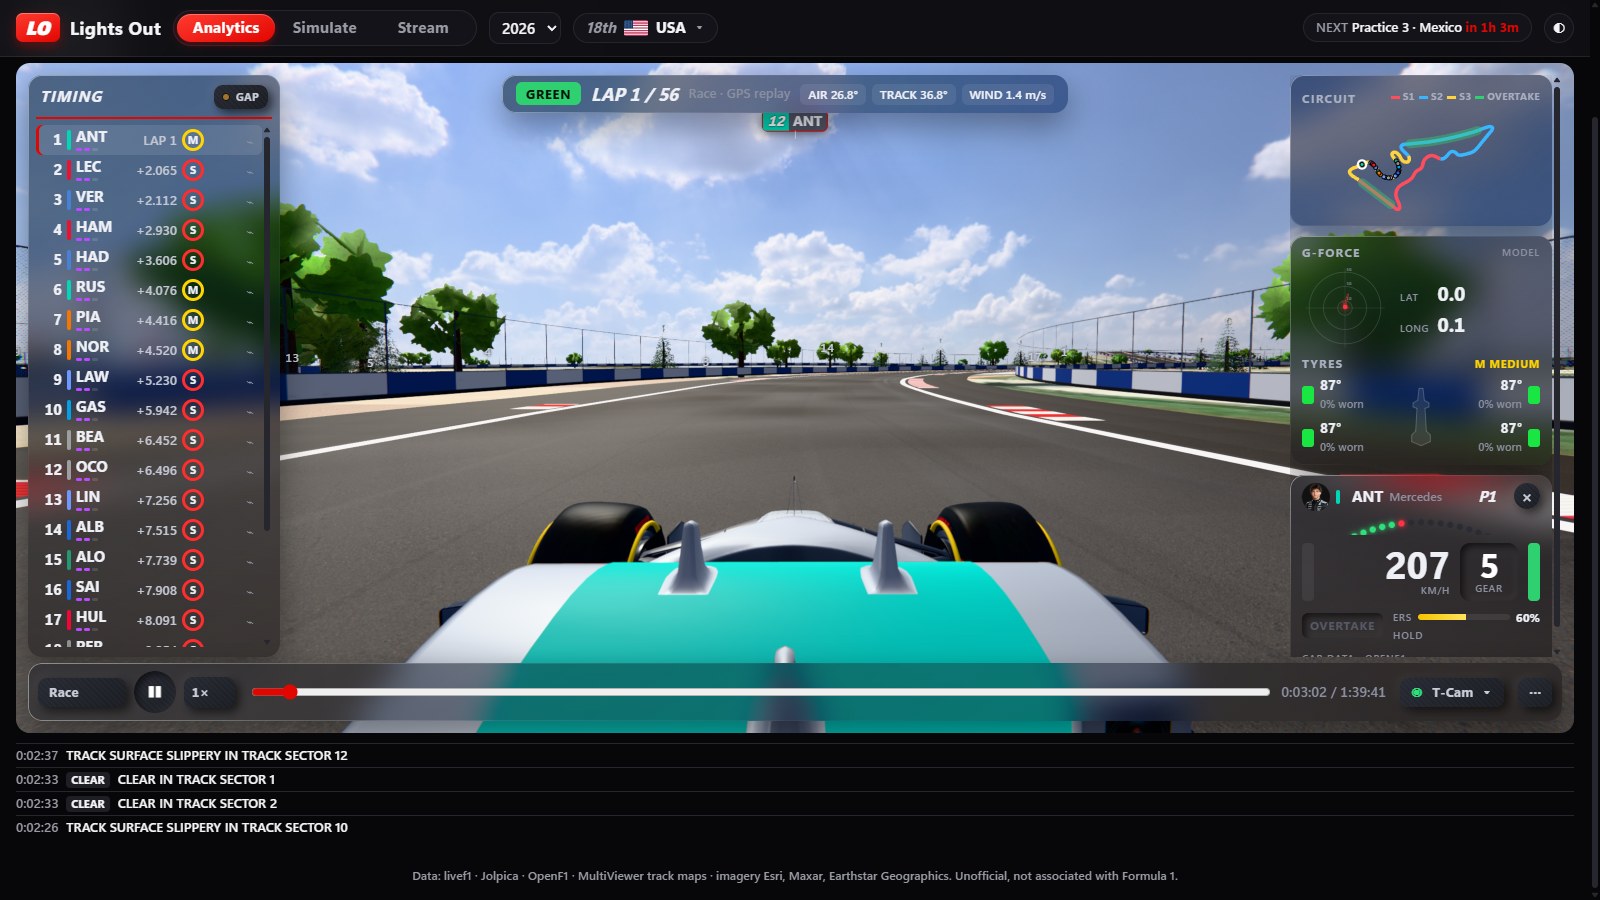 LO Lights Out Analytics Simulate Stream 2026 18th USA NEXT Practice 3 · Mexico in 1h 3m
TIMING GAP
1 ANT LAP 1 M
2 LEC +2.065 S
3 VER +2.112 S
4 HAM +2.930 S
5 HAD +3.606 S
6 RUS +4.076 M
7 PIA +4.416 M
8 NOR +4.520 M
9 LAW +5.230 S
10 GAS +5.942 S
11 BEA +6.452 S
12 OCO +6.496 S
13 LIN +7.256 S
14 ALB +7.515 S
15 ALO +7.739 S
16 SAI +7.908 S
17 HUL +8.091 S
GREEN LAP 1 / 56 Race · GPS replay AIR 26.8° TRACK 36.8° WIND 1.4 m/s
12 ANT
13
5
14
CIRCUIT S1 S2 S3 OVERTAKE
G-FORCE MODEL
LAT 0.0
LONG 0.1
TYRES M MEDIUM
87° 87°
0% worn 0% worn
87° 87°
0% worn 0% worn
ANT Mercedes P1 ×
207 5
KM/H GEAR
OVERTAKE ERS 60%
HOLD
Race 1× 0:03:02 / 1:39:41 T-Cam ···
0:02:37 TRACK SURFACE SLIPPERY IN TRACK SECTOR 12
0:02:33 CLEAR CLEAR IN TRACK SECTOR 1
0:02:33 CLEAR CLEAR IN TRACK SECTOR 2
0:02:26 TRACK SURFACE SLIPPERY IN TRACK SECTOR 10
Data: livef1 · Jolpica · OpenF1 · MultiViewer track maps · imagery Esri, Maxar, Earthstar Geographics. Unofficial, not associated with Formula 1.